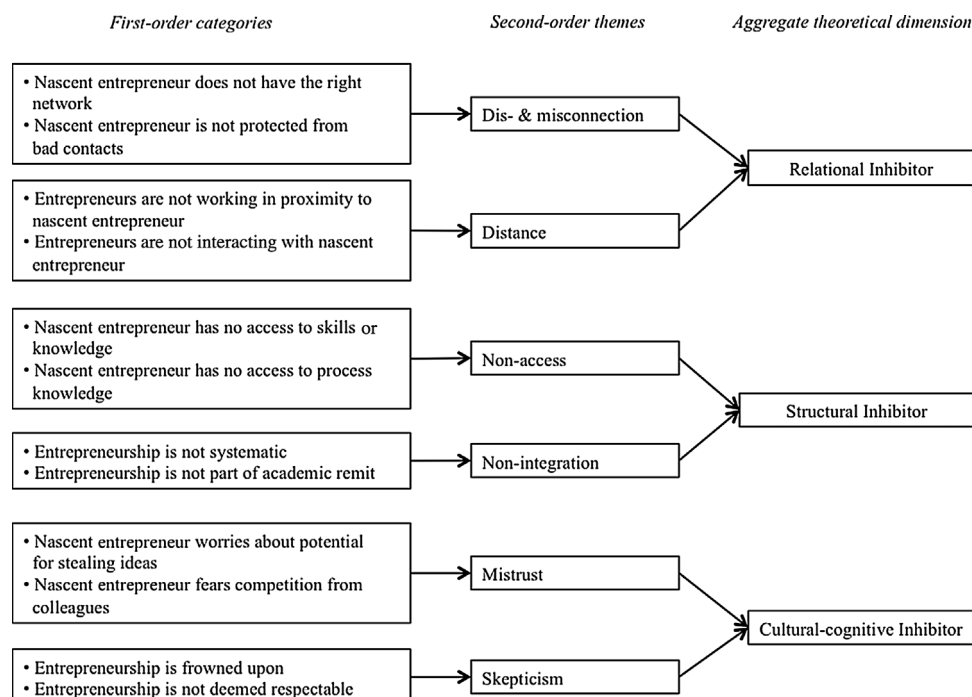 First-order categories
Second-order themes
Aggregate theoretical dimension
• Nascent entrepreneur does not have the right
network
• Nascent entrepreneur is not protected from
bad contacts
Dis- & misconnection
Relational Inhibitor
• Entrepreneurs are not working in proximity to
nascent entrepreneur
• Entrepreneurs are not interacting with nascent
entrepreneur
Distance
• Nascent entrepreneur has no access to skills or
knowledge
• Nascent entrepreneur has no access to process
knowledge
Non-access
Structural Inhibitor
• Entrepreneurship is not systematic
• Entrepreneurship is not part of academic remit
Non-integration
• Nascent entrepreneur worries about potential
for stealing ideas
• Nascent entrepreneur fears competition from
colleagues
Mistrust
Cultural-cognitive Inhibitor
• Entrepreneurship is frowned upon
• Entrepreneurship is not deemed respectable
Skepticism